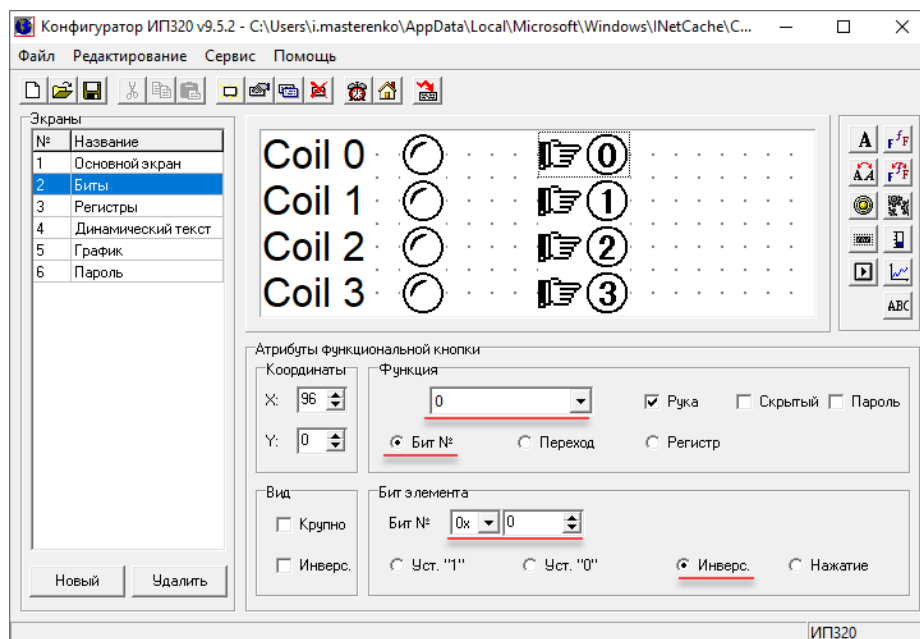 Конфигуратор ИП320 v9.5.2 - C:\Users\i.masterenko\AppData\Local\Microsoft\Windows\INetCache\C...
Файл Редактирование Сервис Помощь
Экраны
№ Название
1 Основной экран
2 Биты
3 Регистры
4 Динамический текст
5 График
6 Пароль
Новый Удалить
Coil 0 0
Coil 1 1
Coil 2 2
Coil 3 3
A FfF
AA F?F
ABC
Атрибуты функциональной кнопки
Координаты
X: 96
Y: 0
Функция
0
Рука Скрытый Пароль
Бит № Переход Регистр
Вид
Крупно
Инверс.
Бит элемента
Бит № 0x 0
Уст. "1" Уст. "0" Инверс. Нажатие
ИП320